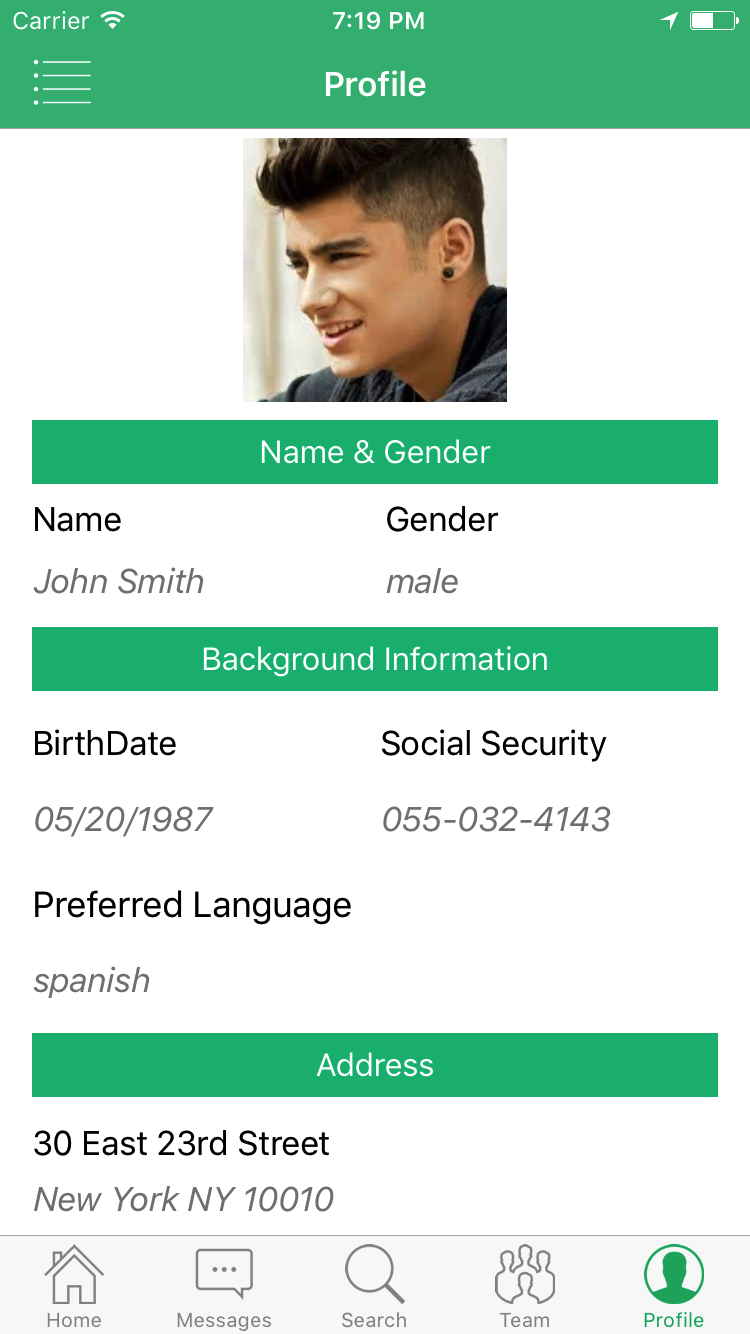 Carrier 7:19 PM
Profile
Name & Gender
Name Gender
John Smith male
Background Information
BirthDate Social Security
05/20/1987 055-032-4143
Preferred Language
spanish
Address
30 East 23rd Street
New York NY 10010
Home Messages Search Team Profile